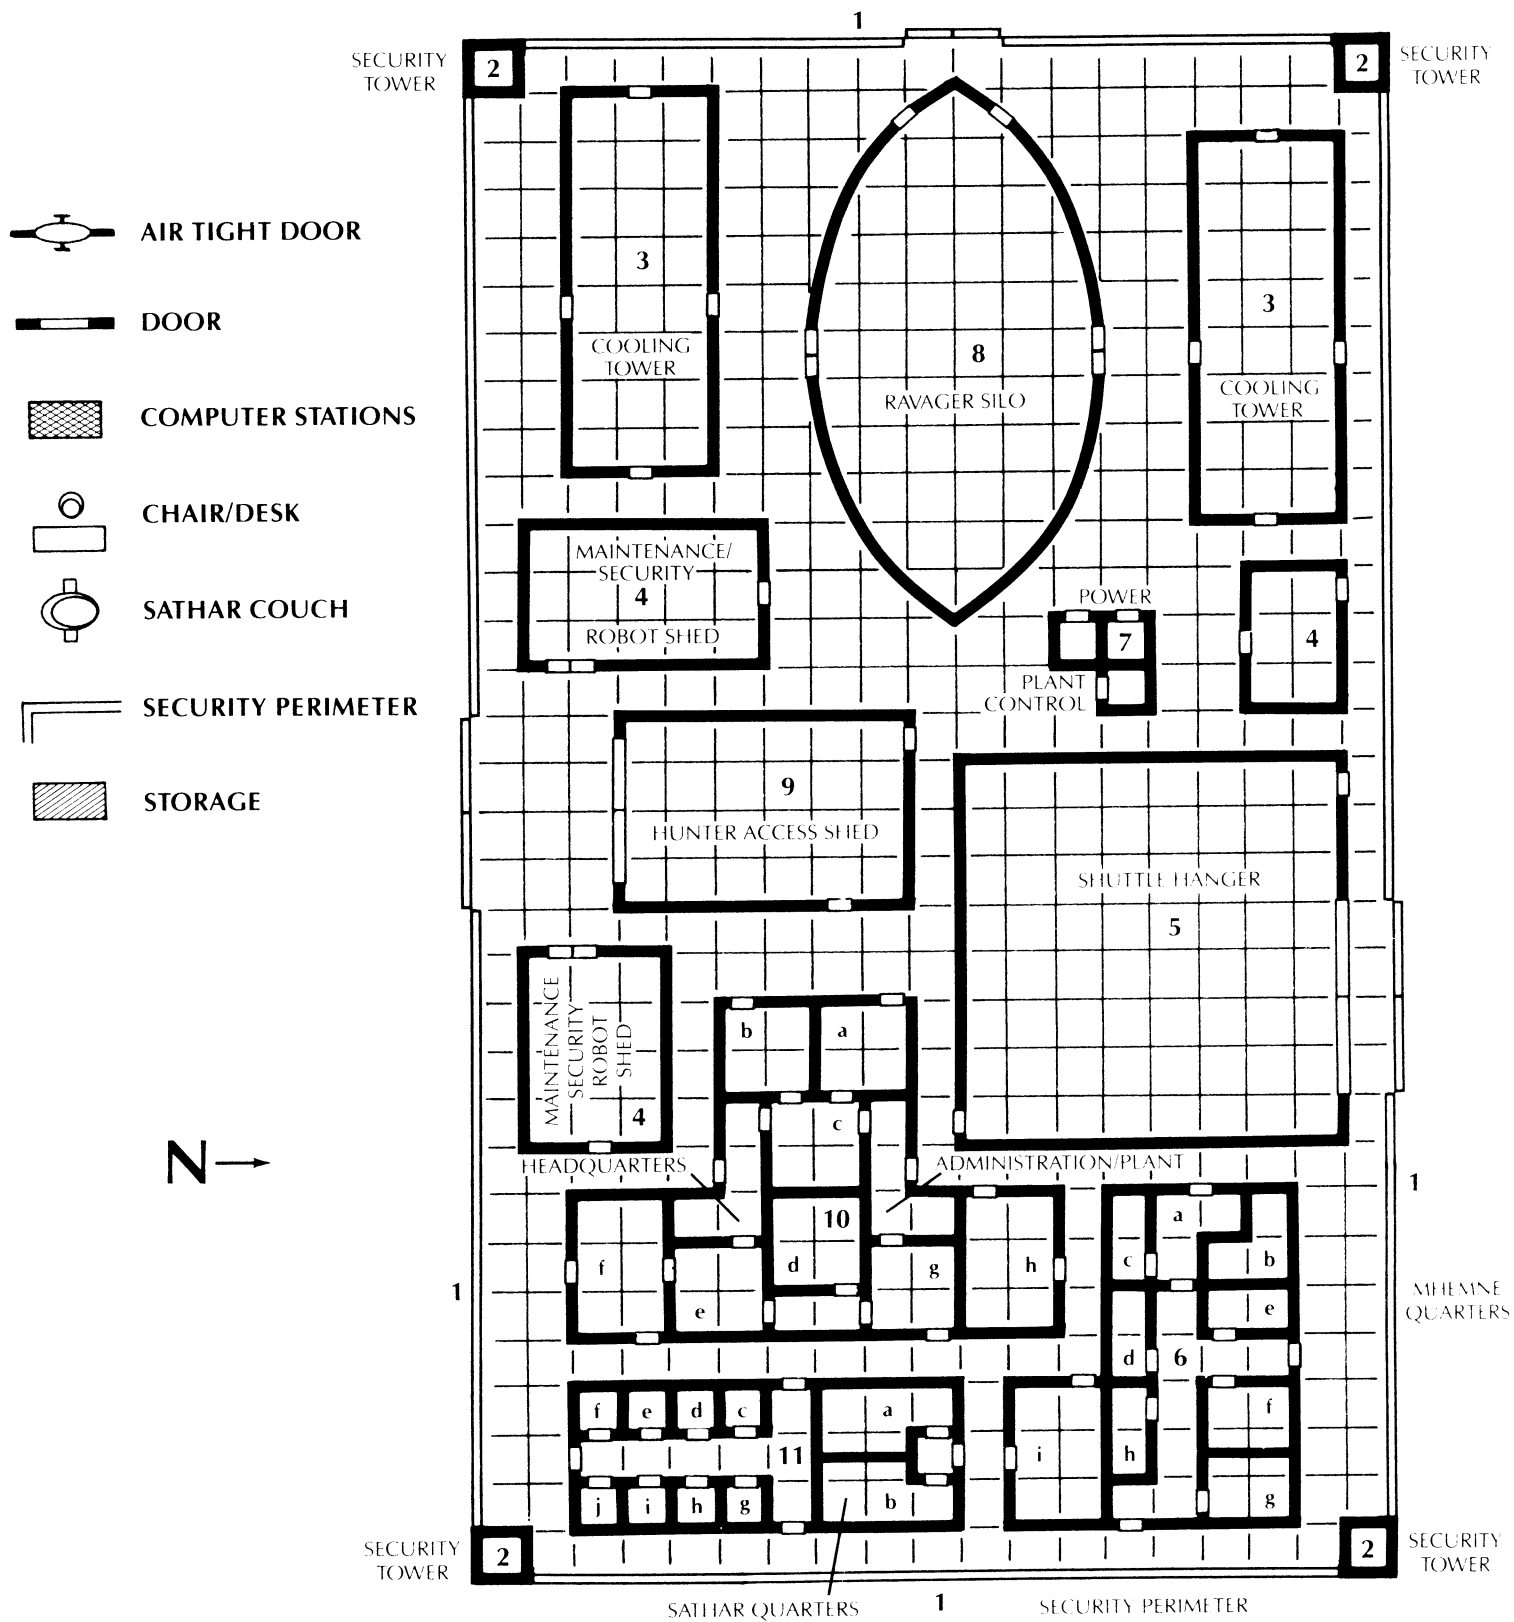 1
SECURITY
TOWER
2
2
SECURITY
TOWER
AIR TIGHT DOOR
DOOR
COMPUTER STATIONS
CHAIR/DESK
SATHAR COUCH
SECURITY PERIMETER
STORAGE
3
COOLING
TOWER
8
RAVAGER SILO
3
COOLING
TOWER
MAINTENANCE/
SECURITY
4
ROBOT SHED
POWER
7
PLANT
CONTROL
4
9
HUNTER ACCESS SHED
SHUTTLE HANGER
5
MAINTENANCE
SECURITY
ROBOT
SHED
4
b
a
c
N
HEADQUARTERS
ADMINISTRATION/PLANT
1
10
f
e
d
g
h
a
c
b
e
d
6
f
i
h
g
1
MHEMNE
QUARTERS
f
e
d
c
a
11
j
i
h
g
b
SECURITY
TOWER
2
2
SECURITY
TOWER
SATHAR QUARTERS
1
SECURITY PERIMETER